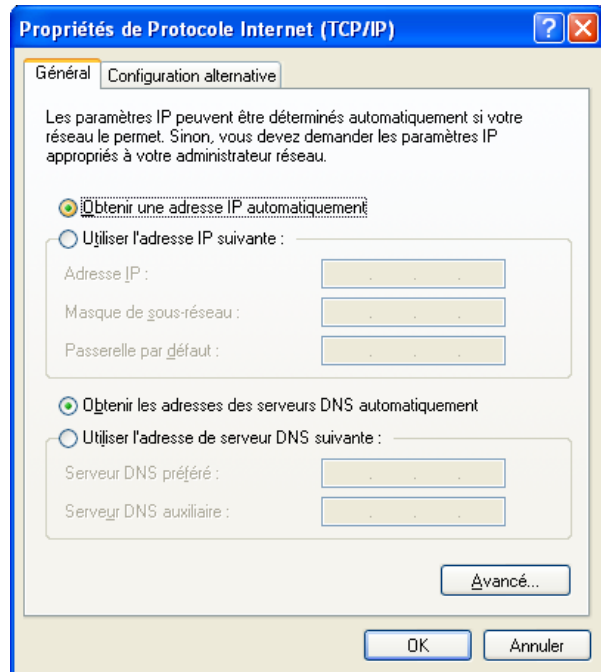 Propriétés de Protocole Internet (TCP/IP)
Général
Configuration alternative
Les paramètres IP peuvent être déterminés automatiquement si votre
réseau le permet. Sinon, vous devez demander les paramètres IP
appropriés à votre administrateur réseau.
Obtenir une adresse IP automatiquement
Utiliser l'adresse IP suivante :
Adresse IP :
Masque de sous-réseau :
Passerelle par défaut :
Obtenir les adresses des serveurs DNS automatiquement
Utiliser l'adresse de serveur DNS suivante :
Serveur DNS préféré :
Serveur DNS auxiliaire :
Avancé...
OK
Annuler